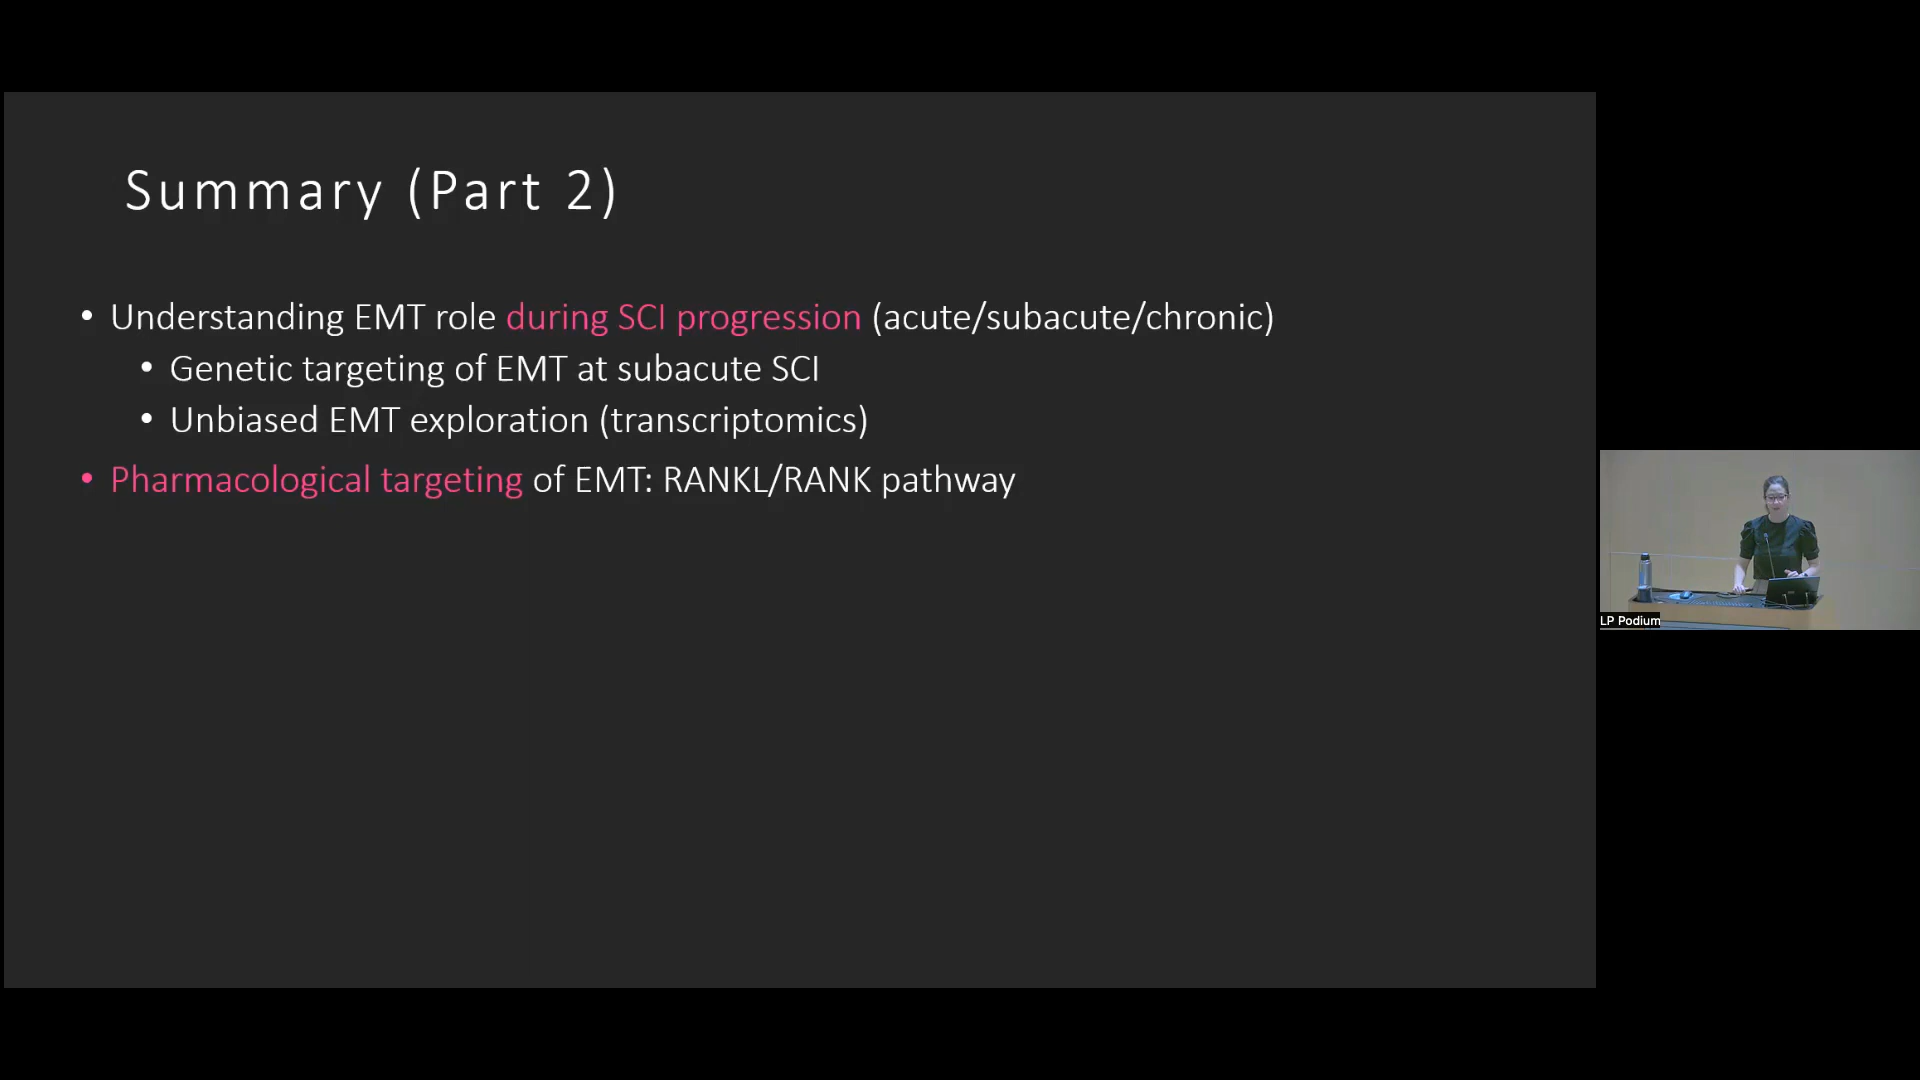 Summary (Part 2)
• Understanding EMT role during SCI progression (acute/subacute/chronic)
• Genetic targeting of EMT at subacute SCI
• Unbiased EMT exploration (transcriptomics)
• Pharmacological targeting of EMT: RANKL/RANK pathway
LP Podium